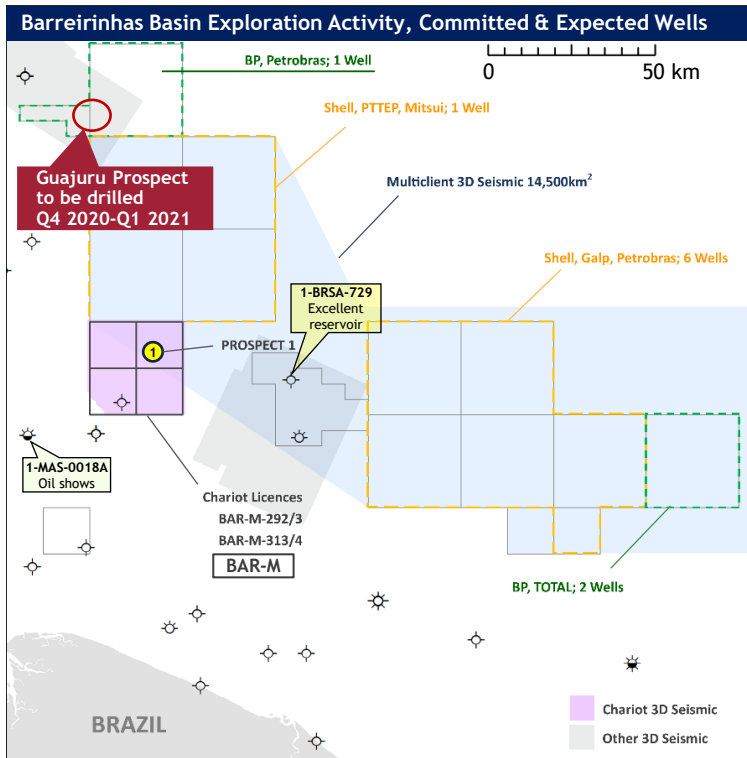 Barreirinhas Basin Exploration Activity, Committed & Expected Wells
BP, Petrobras; 1 Well
0
50 km
Shell, PTTEP, Mitsui; 1 Well
Guajuru Prospect
to be drilled
Q4 2020-Q1 2021
Multiclient 3D Seismic 14,500km²
Shell, Galp, Petrobras; 6 Wells
1-BRSA-729
Excellent
reservoir
1
PROSPECT 1
1-MAS-0018A
Oil shows
Chariot Licences
BAR-M-292/3
BAR-M-313/4
BAR-M
BP, TOTAL; 2 Wells
BRAZIL
Chariot 3D Seismic
Other 3D Seismic